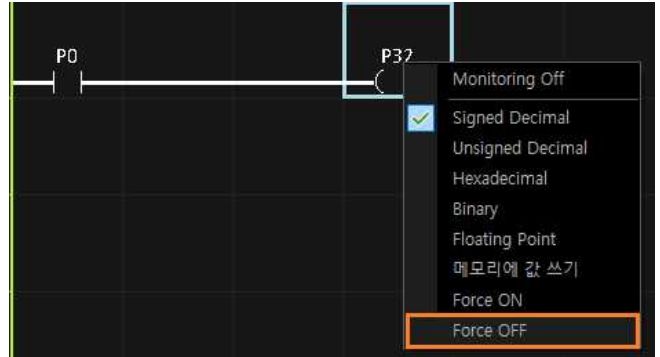 P0
P32
Monitoring Off
Signed Decimal
Unsigned Decimal
Hexadecimal
Binary
Floating Point
메모리에 값 쓰기
Force ON
Force OFF